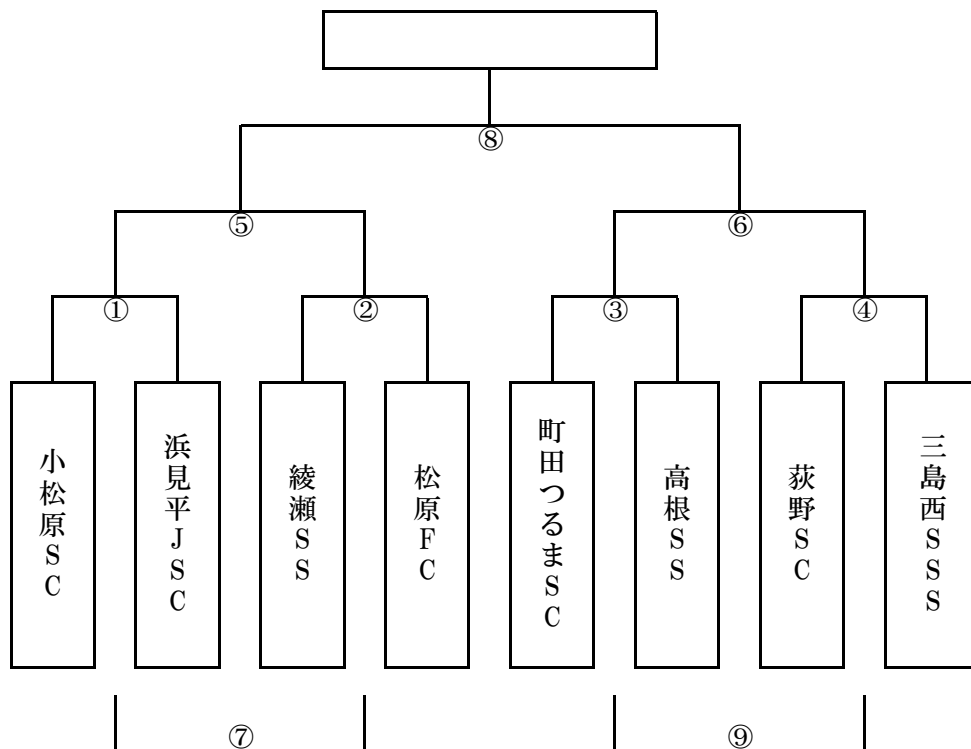 ⑧
⑤
⑥
①
②
③
④
小松原SC
浜見平JSC
綾瀬SS
松原FC
町田つるまSC
高根SS
荻野SC
三島西SSS
⑦
⑨